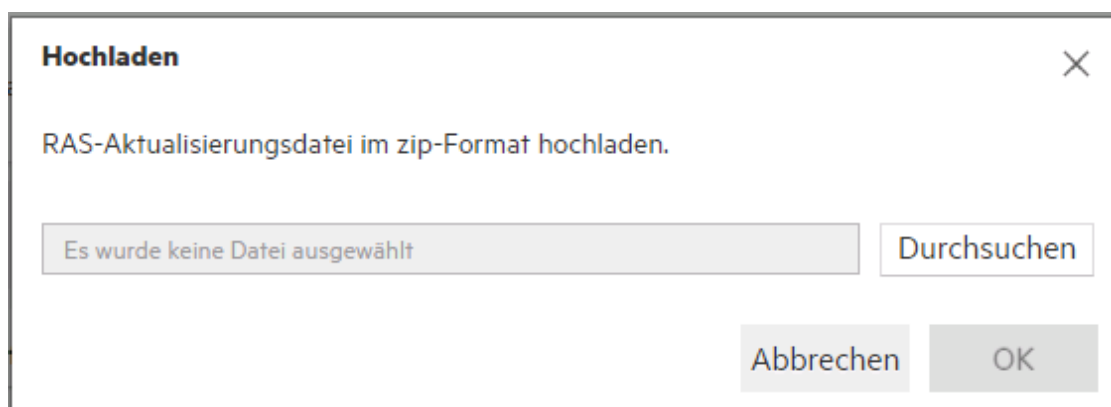 Hochladen
RAS-Aktualisierungsdatei im zip-Format hochladen.
Es wurde keine Datei ausgewählt
Durchsuchen
Abbrechen
OK